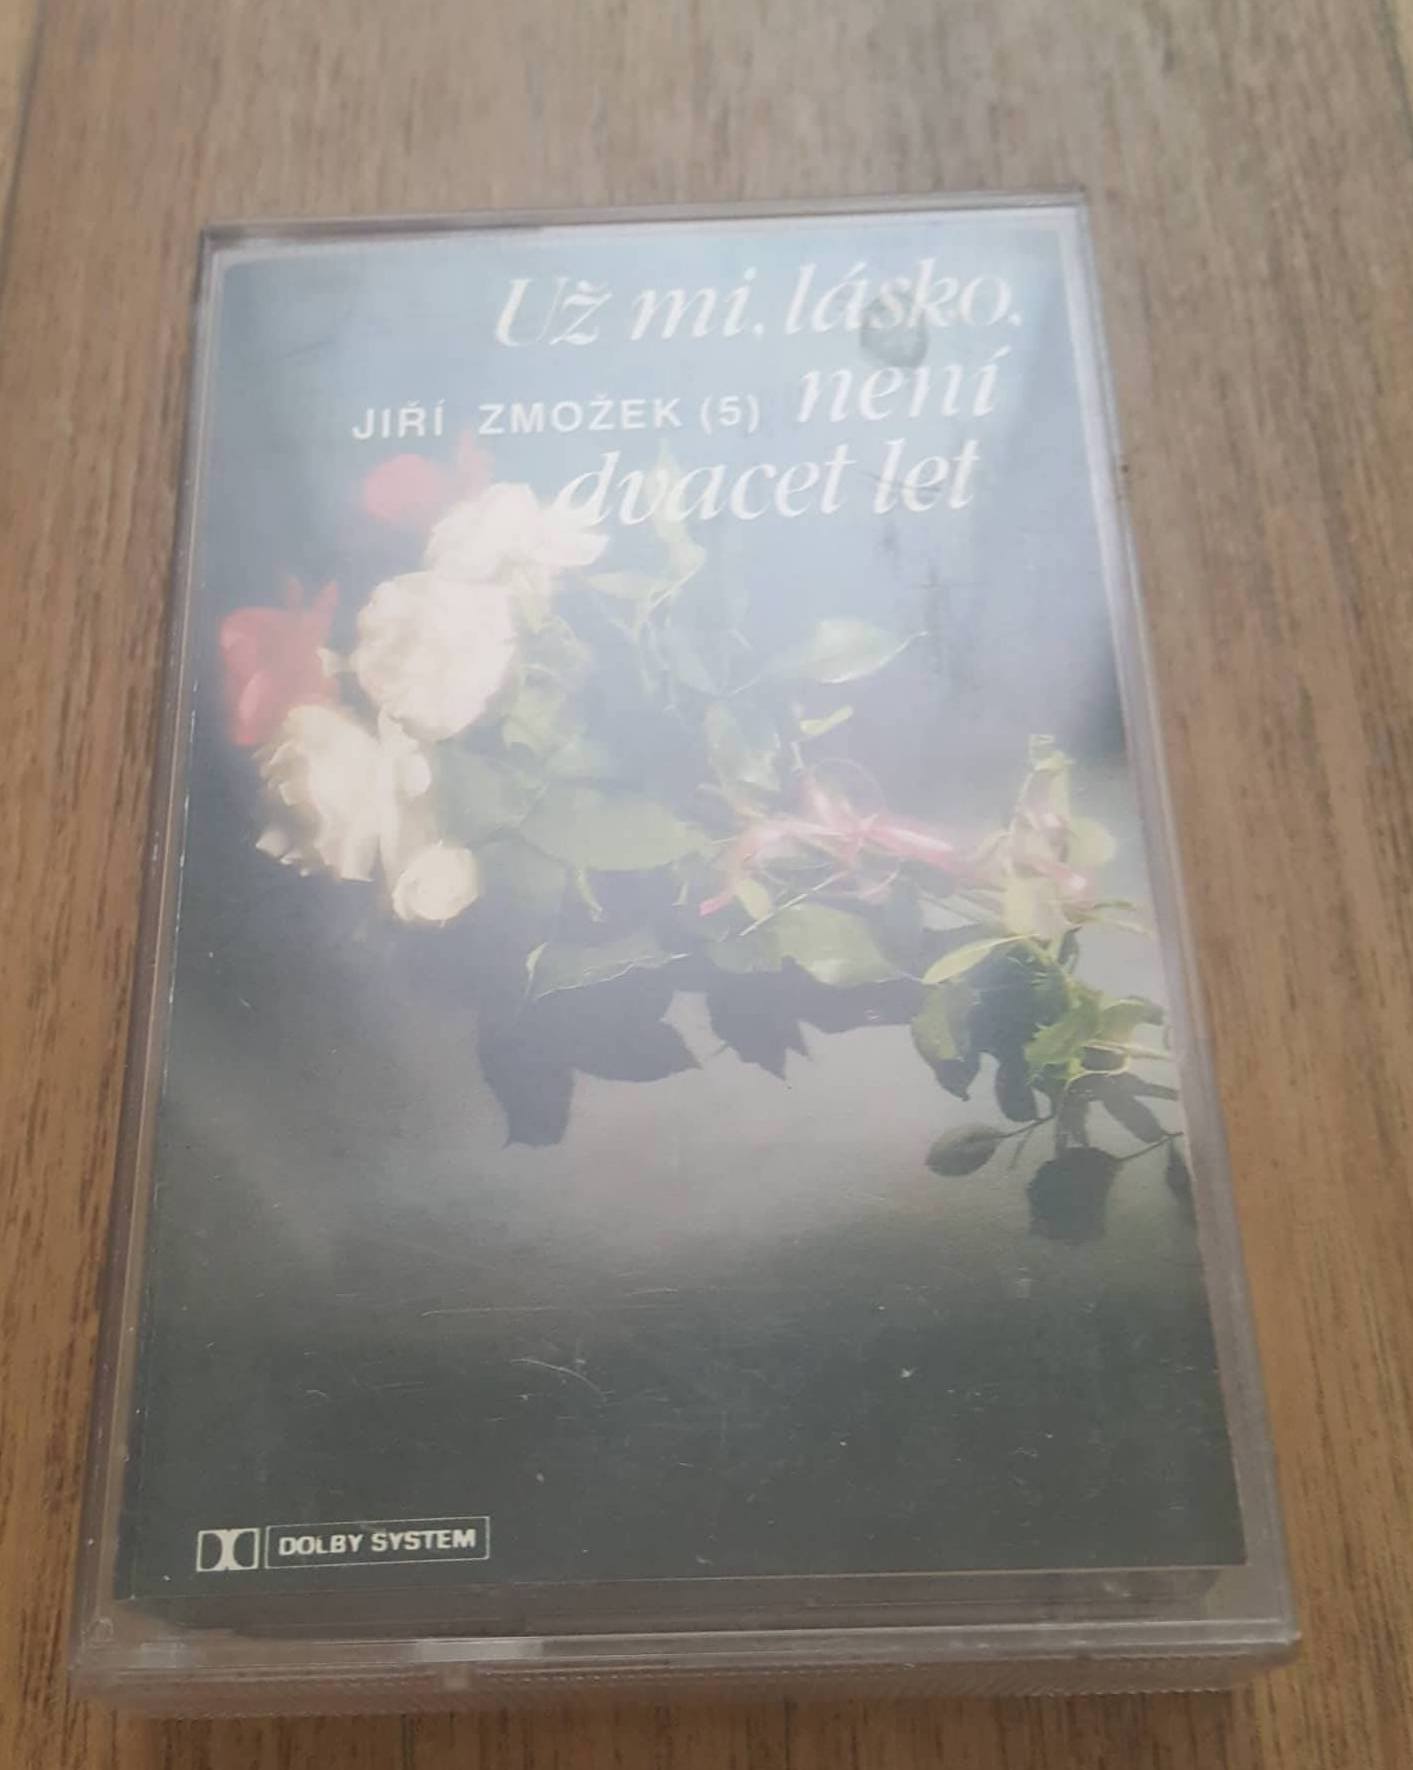 Už mi, lásko,
není
JIŘÍ ZMOŽEK (5)
dvacet let
DOLBY SYSTEM